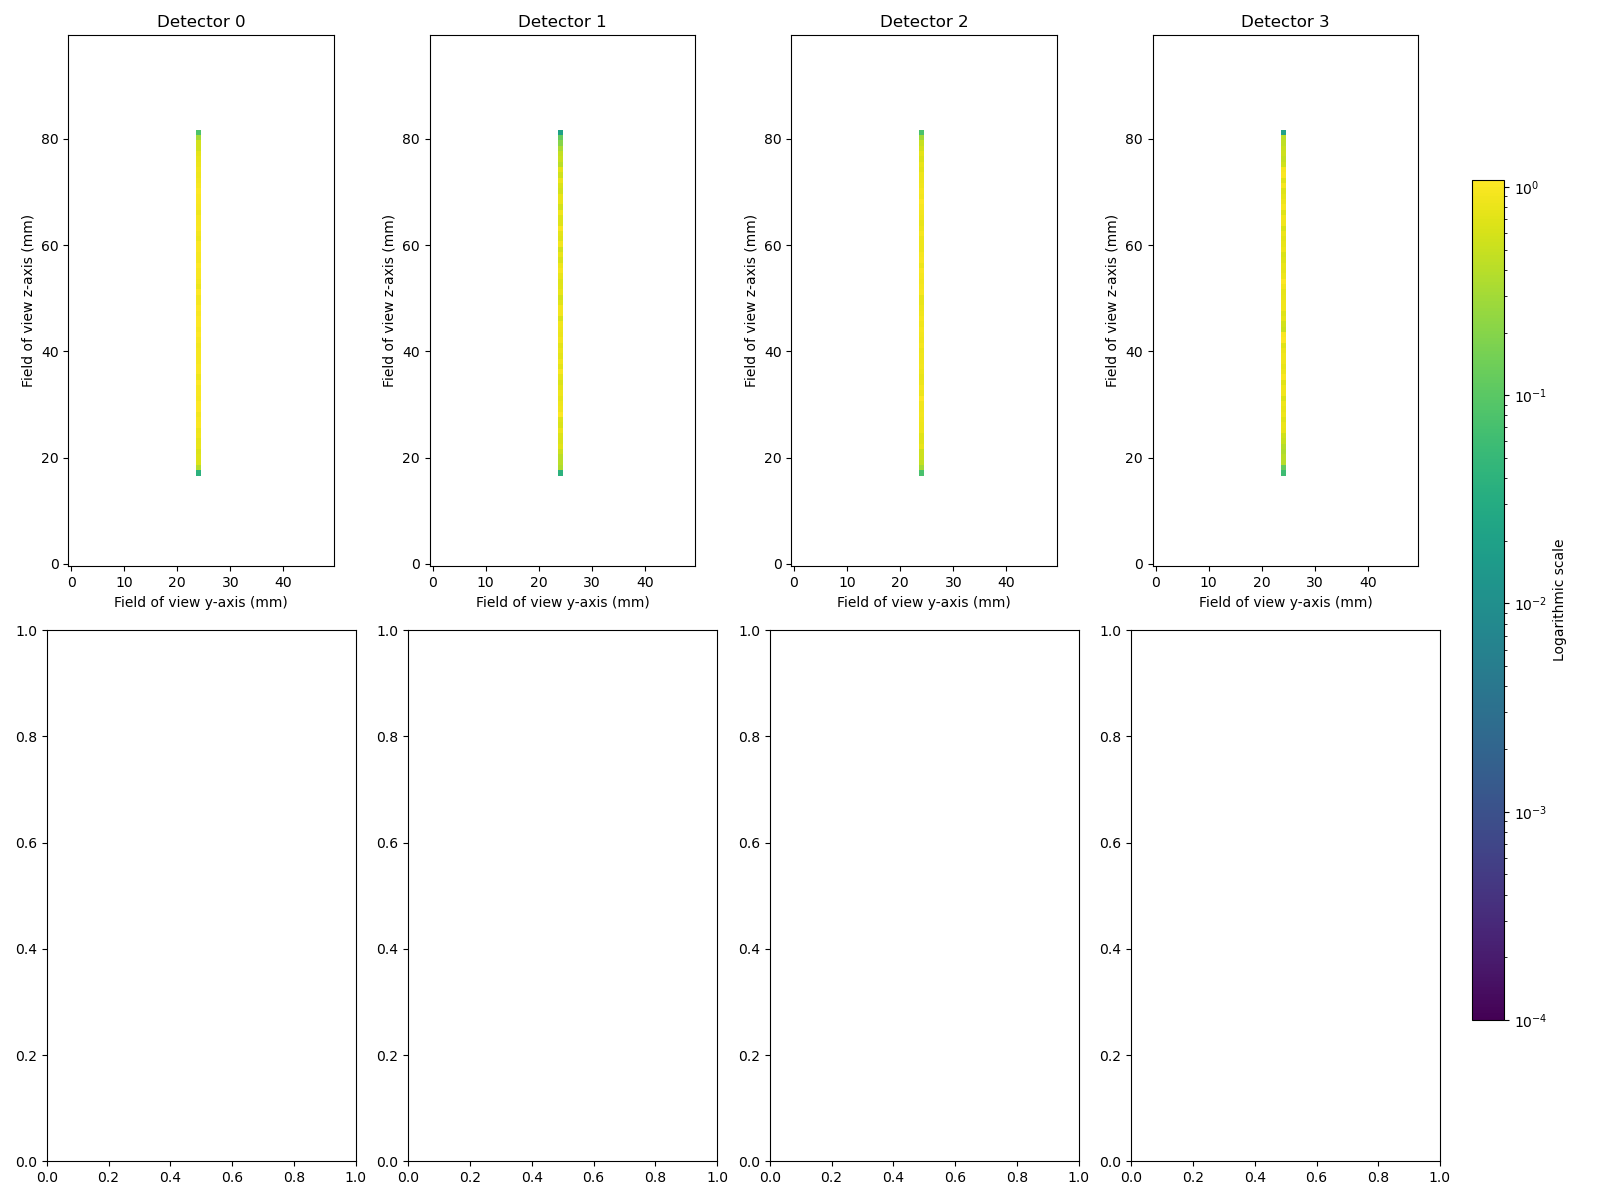 Detector 0
Detector 1
Detector 2
Detector 3
Field of view z-axis (mm)
80
60
40
20
0
0 10 20 30 40
Field of view y-axis (mm)
Field of view z-axis (mm)
80
60
40
20
0
0 10 20 30 40
Field of view y-axis (mm)
Field of view z-axis (mm)
80
60
40
20
0
0 10 20 30 40
Field of view y-axis (mm)
Field of view z-axis (mm)
80
60
40
20
0
0 10 20 30 40
Field of view y-axis (mm)
1.0
0.8
0.6
0.4
0.2
0.0
0.0 0.2 0.4 0.6 0.8 1.0
1.0
0.8
0.6
0.4
0.2
0.0
0.0 0.2 0.4 0.6 0.8 1.0
1.0
0.8
0.6
0.4
0.2
0.0
0.0 0.2 0.4 0.6 0.8 1.0
1.0
0.8
0.6
0.4
0.2
0.0
0.0 0.2 0.4 0.6 0.8 1.0
10⁰
10⁻¹
10⁻²
10⁻³
10⁻⁴
Logarithmic scale